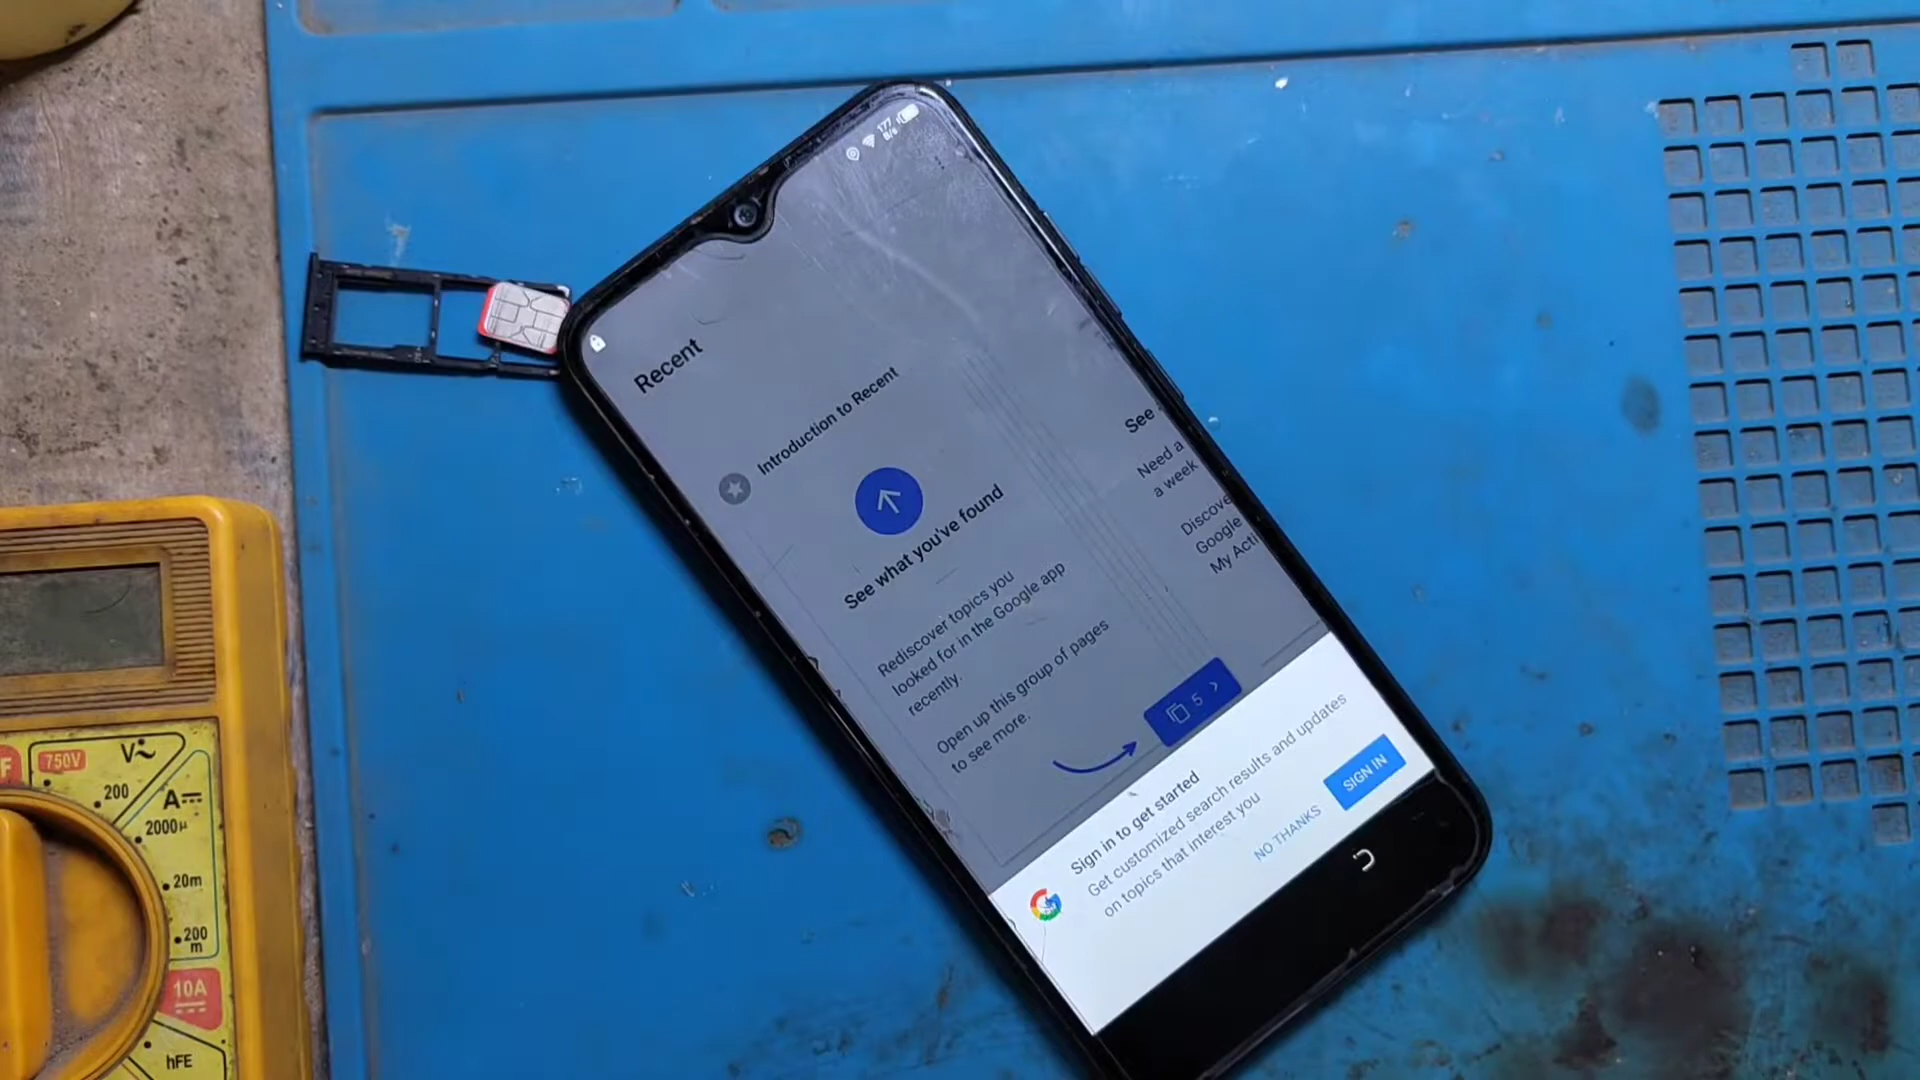 177
B/s
Recent
Introduction to Recent
See what you've found
Rediscover topics you
looked for in the Google app
recently.
Open up this group of pages
to see more.
5
See
Need a
a week
Discove
Google
My Acti
Sign in to get started
Get customized search results and updates
on topics that interest you
NO THANKS
SIGN IN
F
750V
V~
200
A
2000µ
20m
200
m
10A
hFE